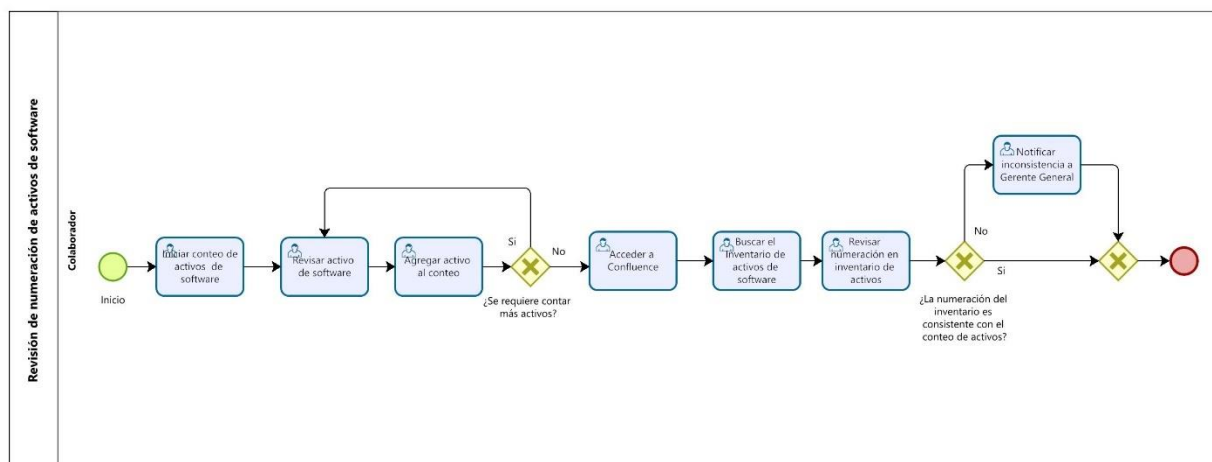 Revisión de numeración de activos de software
Colaborador
Inicio
Iniciar conteo de
activos de
software
Revisar activo
de software
Agregar activo
al conteo
Si
No
¿Se requiere contar
más activos?
Acceder a
Confluence
Buscar el
Inventario de
activos de
software
Revisar
numeración en
inventario de
activos
No
Si
¿La numeración del
inventario es
consistente con el
conteo de activos?
Notificar
inconsistencia a
Gerente General